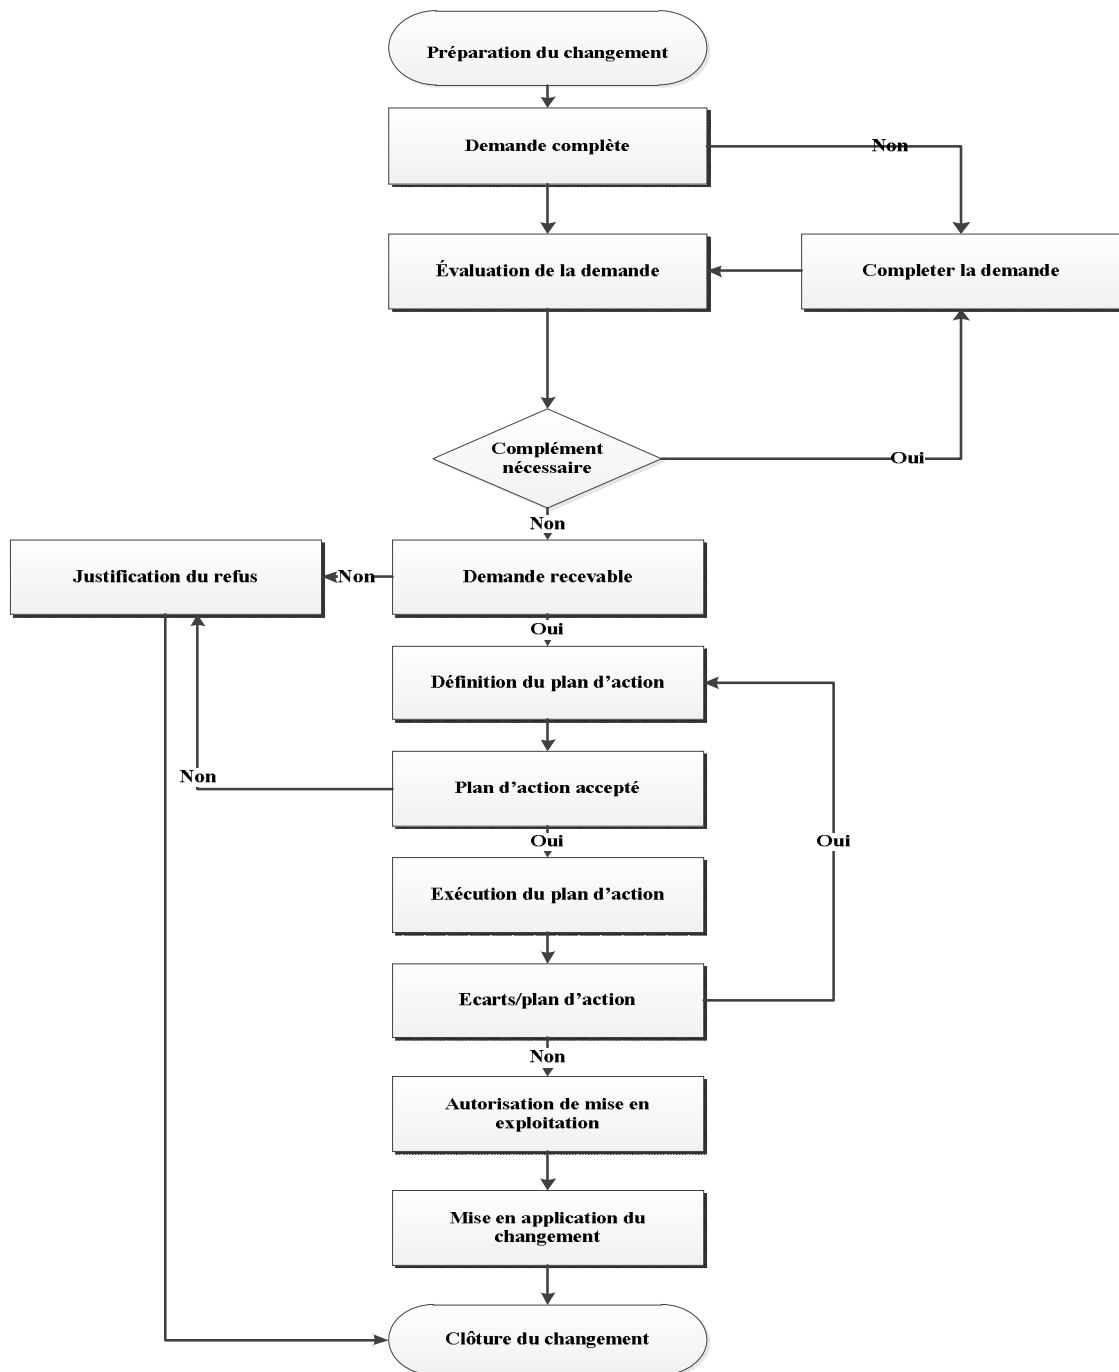 Préparation du changement
Demande complète
Non
Évaluation de la demande
Completer la demande
Complément
nécessaire
Oui
Non
Justification du refus
Non
Demande recevable
Oui
Définition du plan d’action
Non
Plan d’action accepté
Oui
Oui
Exécution du plan d’action
Ecarts/plan d’action
Non
Autorisation de mise en
exploitation
Mise en application du
changement
Clôture du changement